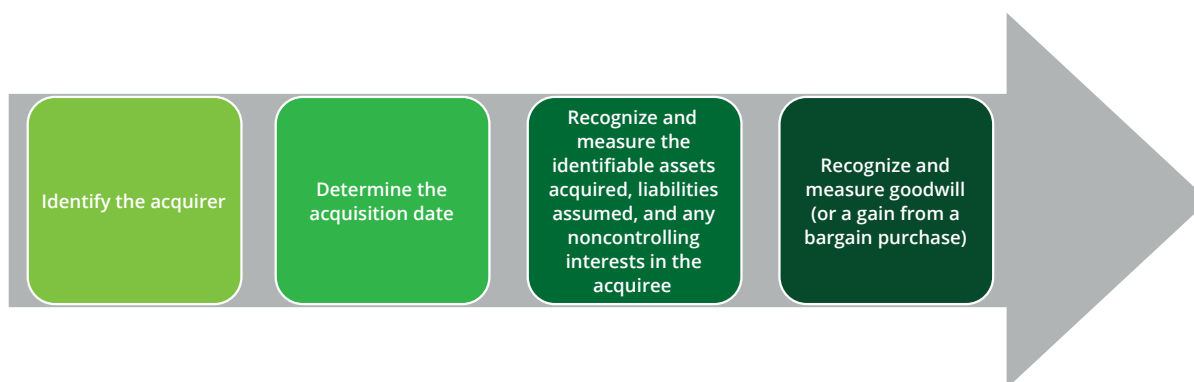 Identify the acquirer
Determine the
acquisition date
Recognize and
measure the
identifiable assets
acquired, liabilities
assumed, and any
noncontrolling
interests in the
acquiree
Recognize and
measure goodwill
(or a gain from a
bargain purchase)